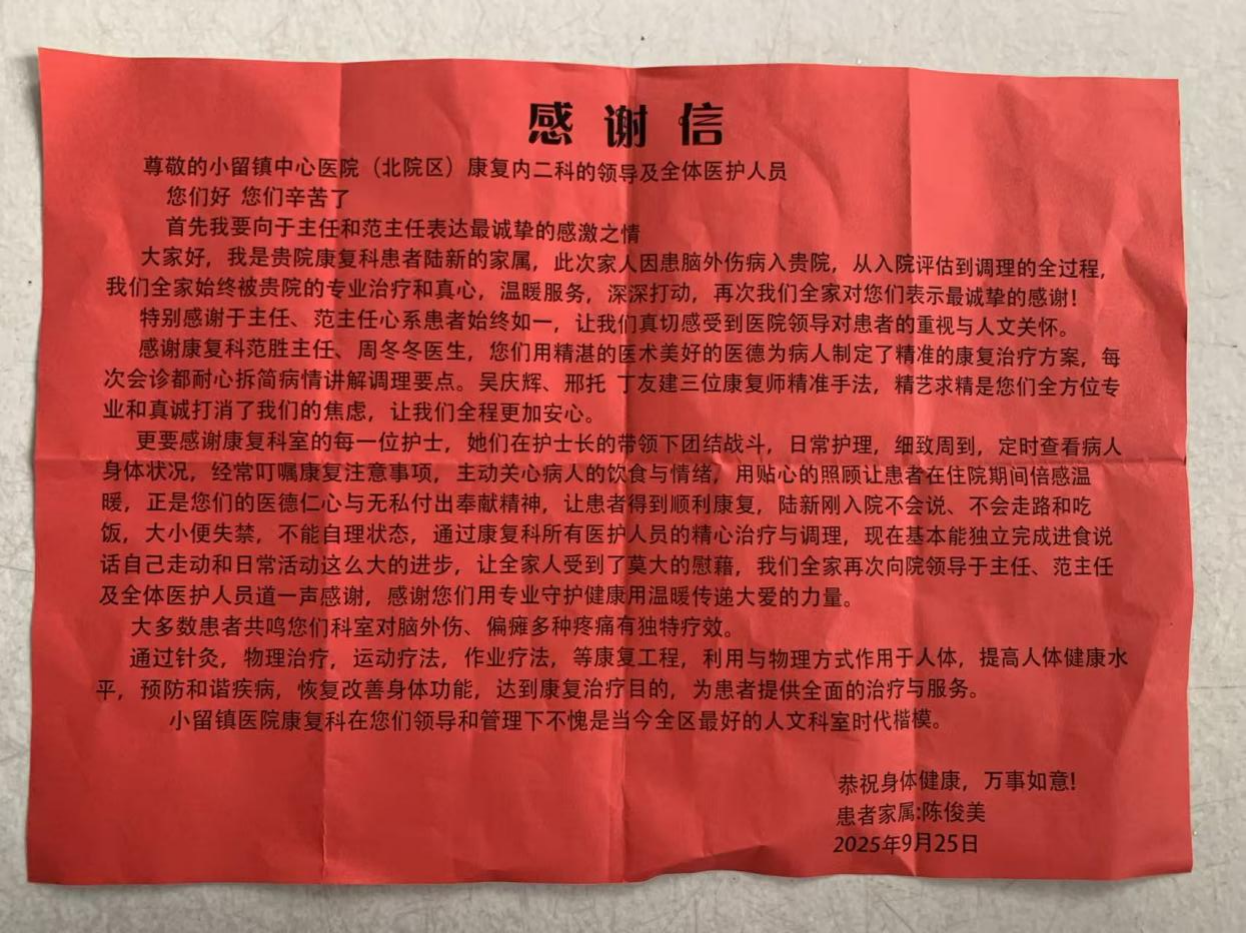 感谢信
尊敬的小留镇中心医院（北院区）康复内二科的领导及全体医护人员
您们好 您们辛苦了
首先我要向于主任和范主任表达最诚挚的感激之情
大家好，我是贵院康复科患者陆新的家属，此次家人因患脑外伤病入贵院，从入院评估到调理的全过程，
我们全家始终被贵院的专业治疗和真心，温暖服务，深深打动，再次我们全家对您们表示最诚挚的感谢！
特别感谢于主任、范主任心系患者始终如一，让我们真切感受到医院领导对患者的重视与人文关怀。
感谢康复科范胜主任、周冬冬医生，您们用精湛的医术美好的医德为病人制定了精准的康复治疗方案，每
次会诊都耐心拆简病情讲解调理要点。吴庆辉、邢托 丁友建三位康复师精准手法，精艺求精是您们全方位专
业和真诚打消了我们的焦虑，让我们全程更加安心。
更要感谢康复科室的每一位护士，她们在护士长的带领下团结战斗，日常护理，细致周到，定时查看病人
身体状况，经常叮嘱康复注意事项，主动关心病人的饮食与情绪，用贴心的照顾让患者在住院期间倍感温
暖，正是您们的医德仁心与无私付出奉献精神，让患者得到顺利康复，陆新刚入院不会说、不会走路和吃
饭，大小便失禁，不能自理状态，通过康复科所有医护人员的精心治疗与调理，现在基本能独立完成进食说
话自己走动和日常活动这么大的进步，让全家人受到了莫大的慰藉，我们全家再次向院领导于主任、范主任
及全体医护人员道一声感谢，感谢您们用专业守护健康用温暖传递大爱的力量。
大多数患者共鸣您们科室对脑外伤、偏瘫多种疼痛有独特疗效。
通过针灸，物理治疗，运动疗法，作业疗法，等康复工程，利用与物理方式作用于人体，提高人体健康水
平，预防和谐疾病，恢复改善身体功能，达到康复治疗目的，为患者提供全面的治疗与服务。
小留镇医院康复科在您们领导和管理下不愧是当今全区最好的人文科室时代楷模。
恭祝身体健康，万事如意!
患者家属:陈俊美
2025年9月25日